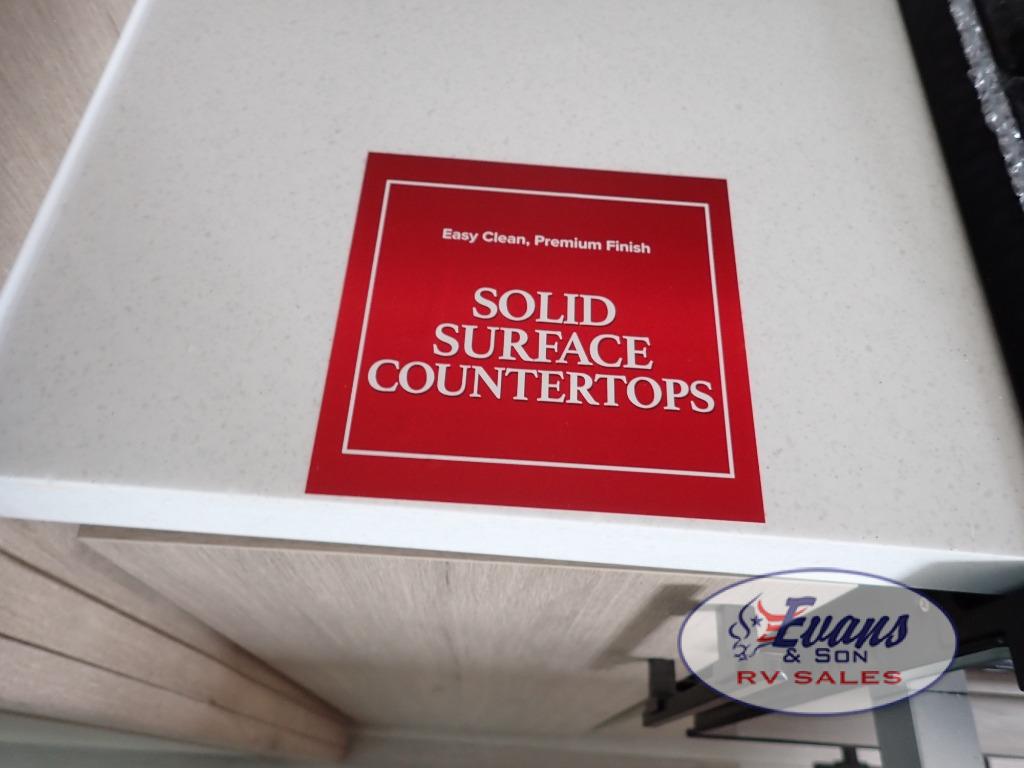 Easy Clean, Premium Finish
SOLID
SURFACE
COUNTERTOPS
Evans
& SON
RV SALES